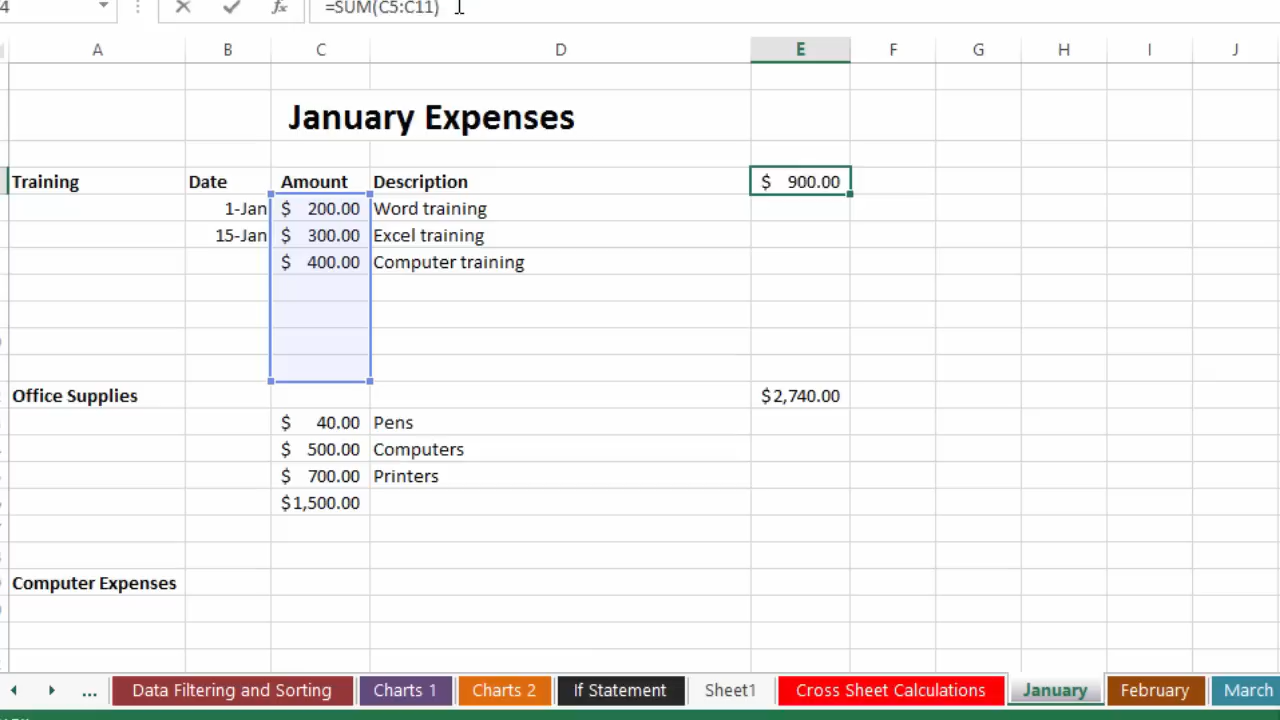 4 fx =SUM(C5:C11)
A B C D E F G H I J
January Expenses
Training Date Amount Description $ 900.00
1-Jan $ 200.00 Word training
15-Jan $ 300.00 Excel training
$ 400.00 Computer training
Office Supplies $2,740.00
$ 40.00 Pens
$ 500.00 Computers
$ 700.00 Printers
$1,500.00
Computer Expenses
... Data Filtering and Sorting Charts 1 Charts 2 If Statement Sheet1 Cross Sheet Calculations January February March